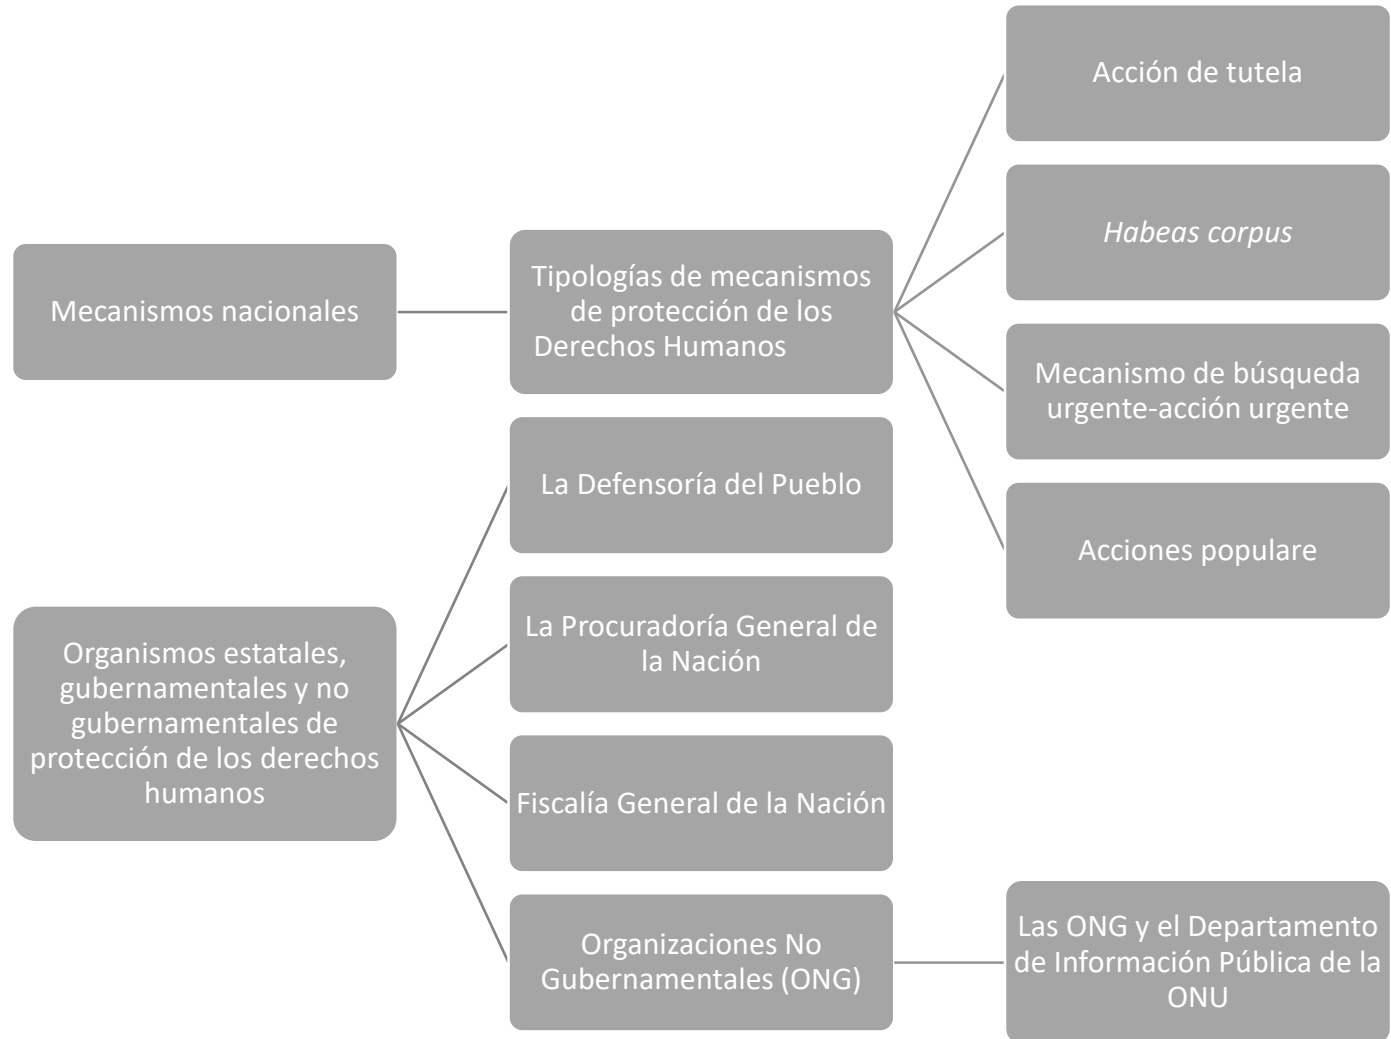 Mecanismos nacionales
Tipologías de mecanismos
de protección de los
Derechos Humanos
Acción de tutela
Habeas corpus
Mecanismo de búsqueda
urgente-acción urgente
Acciones populare
Organismos estatales,
gubernamentales y no
gubernamentales de
protección de los derechos
humanos
La Defensoría del Pueblo
La Procuradoría General de
la Nación
Fiscalía General de la Nación
Organizaciones No
Gubernamentales (ONG)
Las ONG y el Departamento
de Información Pública de la
ONU